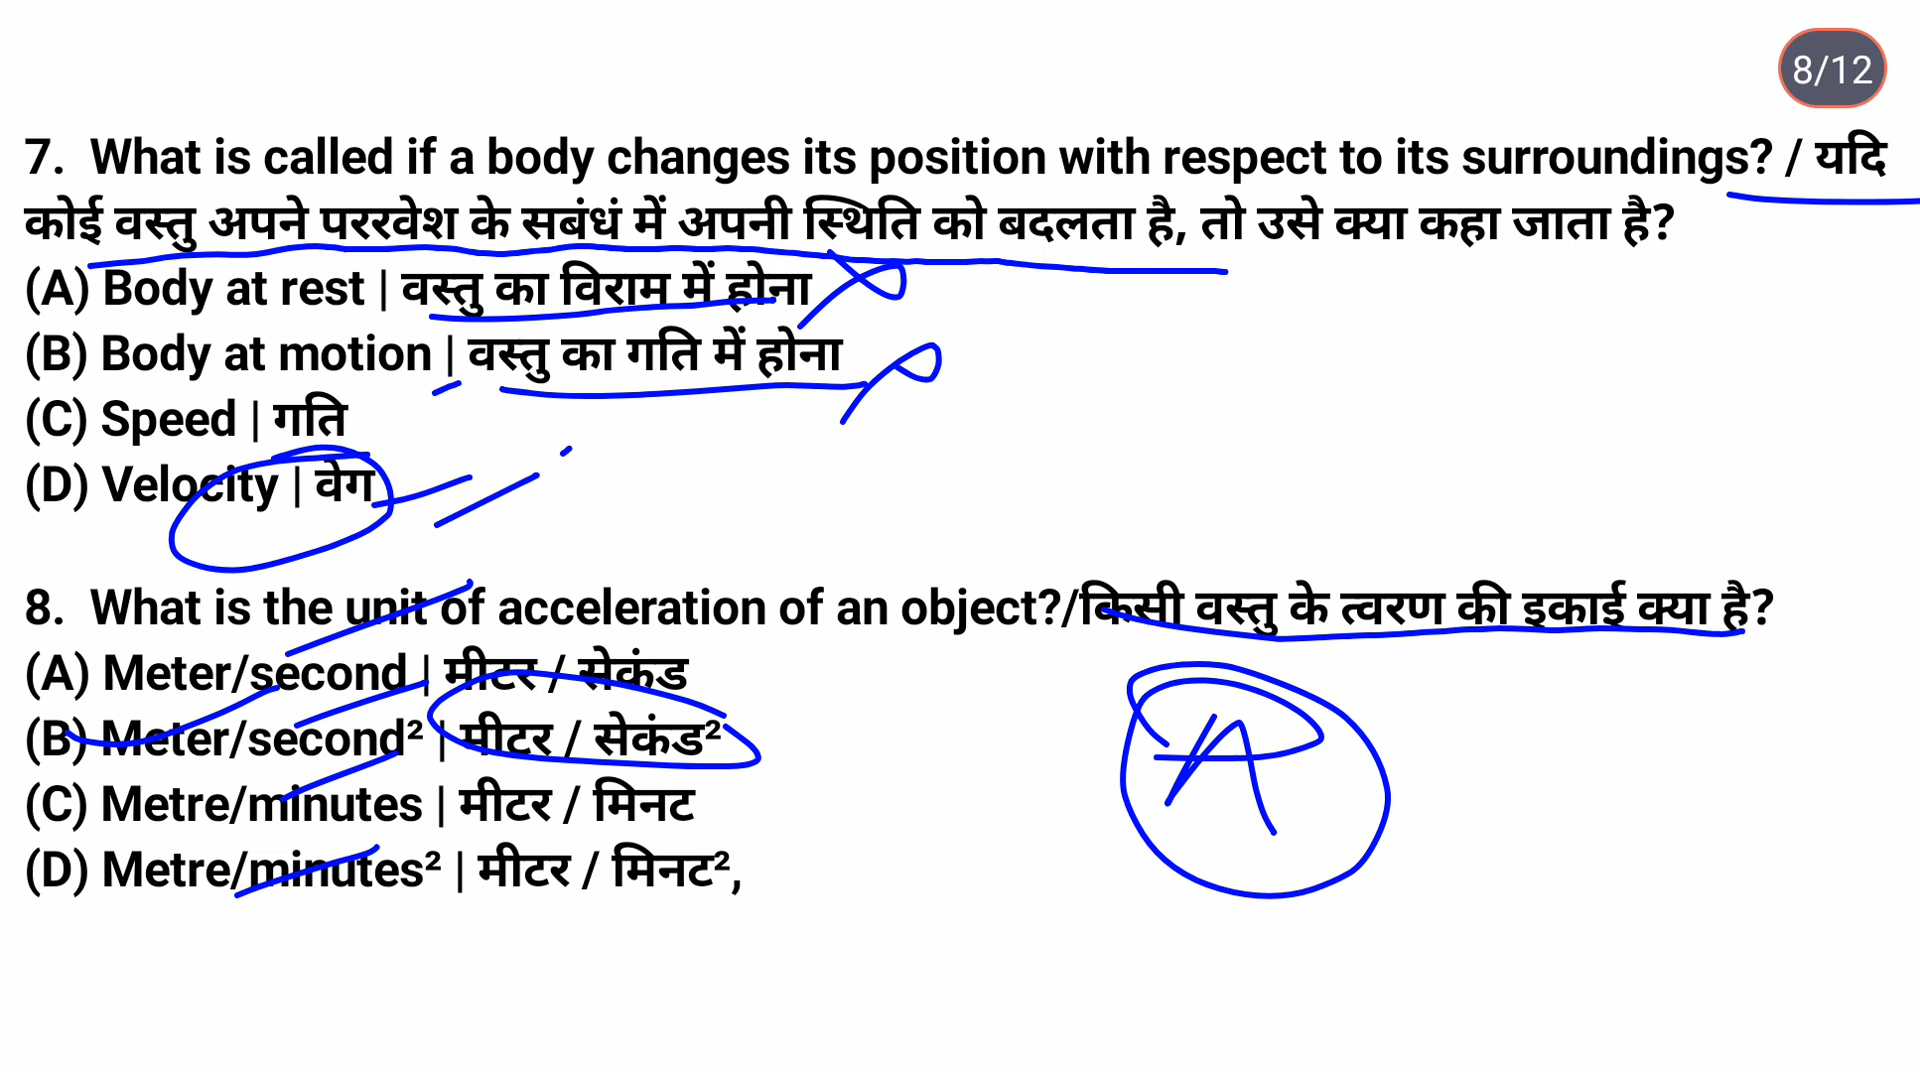 8/12
7. What is called if a body changes its position with respect to its surroundings? / यदि
कोई वस्तु अपने पररवेश के सबंधं में अपनी स्थिति को बदलता है, तो उसे क्या कहा जाता है?
(A) Body at rest | वस्तु का विराम में होना
(B) Body at motion | वस्तु का गति में होना
(C) Speed | गति
(D) Velocity | वेग
8. What is the unit of acceleration of an object?/किसी वस्तु के त्वरण की इकाई क्या है?
(A) Meter/second | मीटर / सेकंड
(B) Meter/second² | मीटर / सेकंड²
(C) Metre/minutes | मीटर / मिनट
(D) Metre/minutes² | मीटर / मिनट²,
A